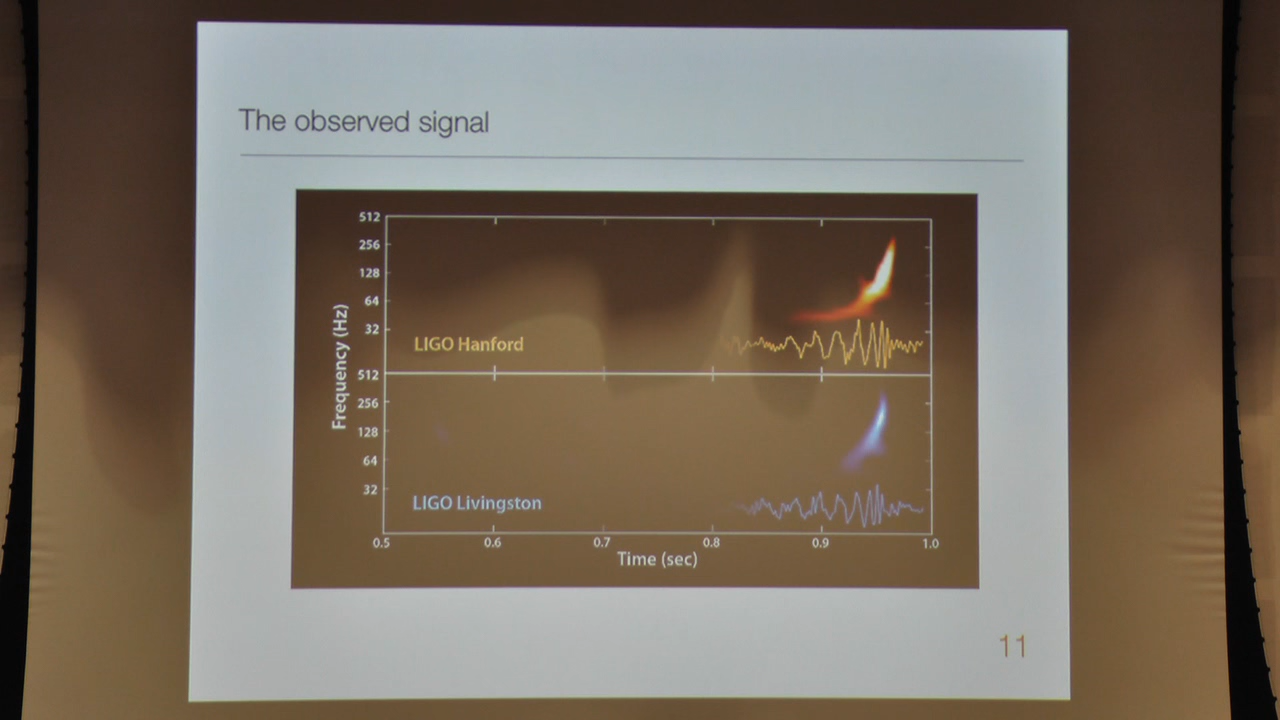 The observed signal
Frequency (Hz)
512
256
128
64
32
LIGO Hanford
512
256
128
64
32
LIGO Livingston
0.5 0.6 0.7 0.8 0.9 1.0
Time (sec)
11